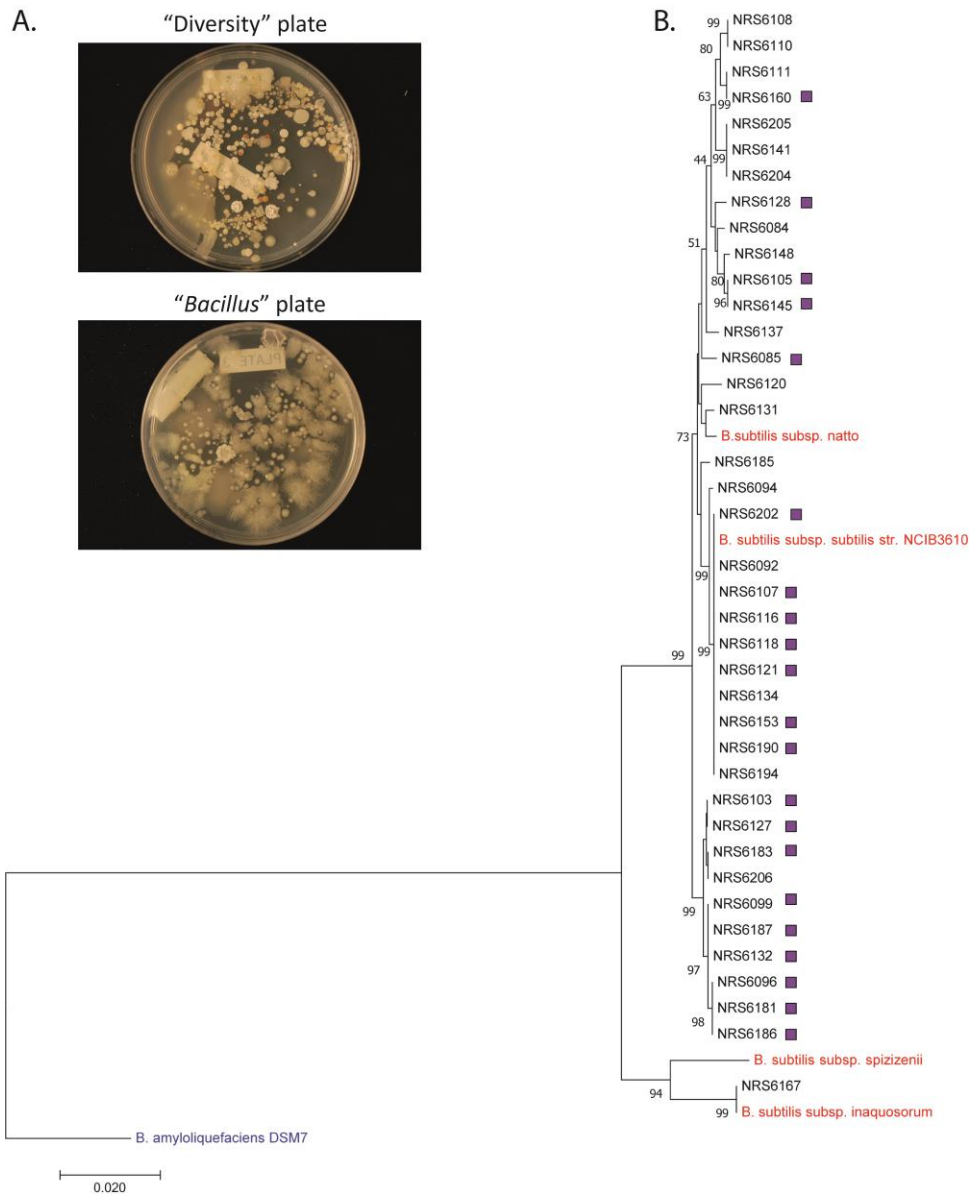 A.
"Diversity" plate
"Bacillus" plate
PLATE 3
B.
NRS6108
NRS6110
NRS6111
NRS6160
NRS6205
NRS6141
NRS6204
NRS6128
NRS6084
NRS6148
NRS6105
NRS6145
NRS6137
NRS6085
NRS6120
NRS6131
B.subtilis subsp. natto
NRS6185
NRS6094
NRS6202
B. subtilis subsp. subtilis str. NCIB3610
NRS6092
NRS6107
NRS6116
NRS6118
NRS6121
NRS6134
NRS6153
NRS6190
NRS6194
NRS6103
NRS6127
NRS6183
NRS6206
NRS6099
NRS6187
NRS6132
NRS6096
NRS6181
NRS6186
B. subtilis subsp. spizizenii
NRS6167
B. subtilis subsp. inaquosorum
B. amyloliquefaciens DSM7
99
80
63
99
44
99
51
80
96
73
99
99
99
99
97
98
94
99
0.020